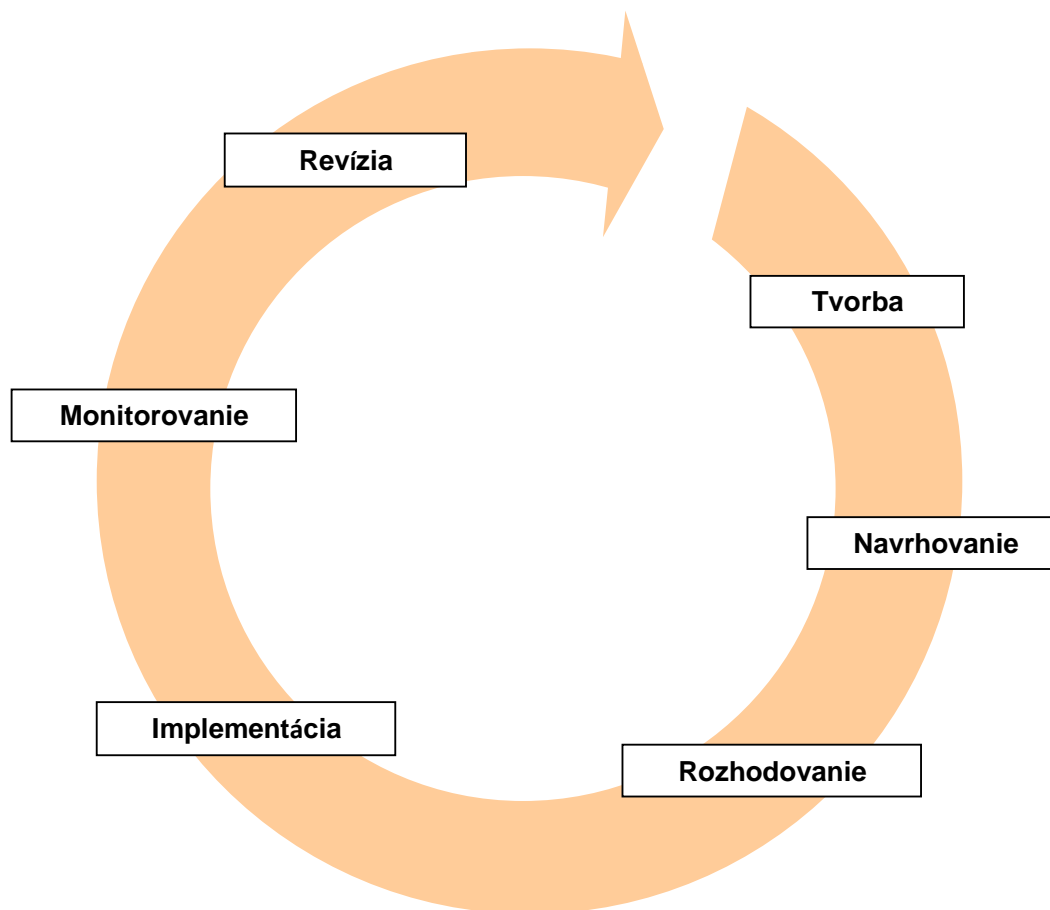 Revízia
Tvorba
Monitorovanie
Navrhovanie
Implementácia
Rozhodovanie